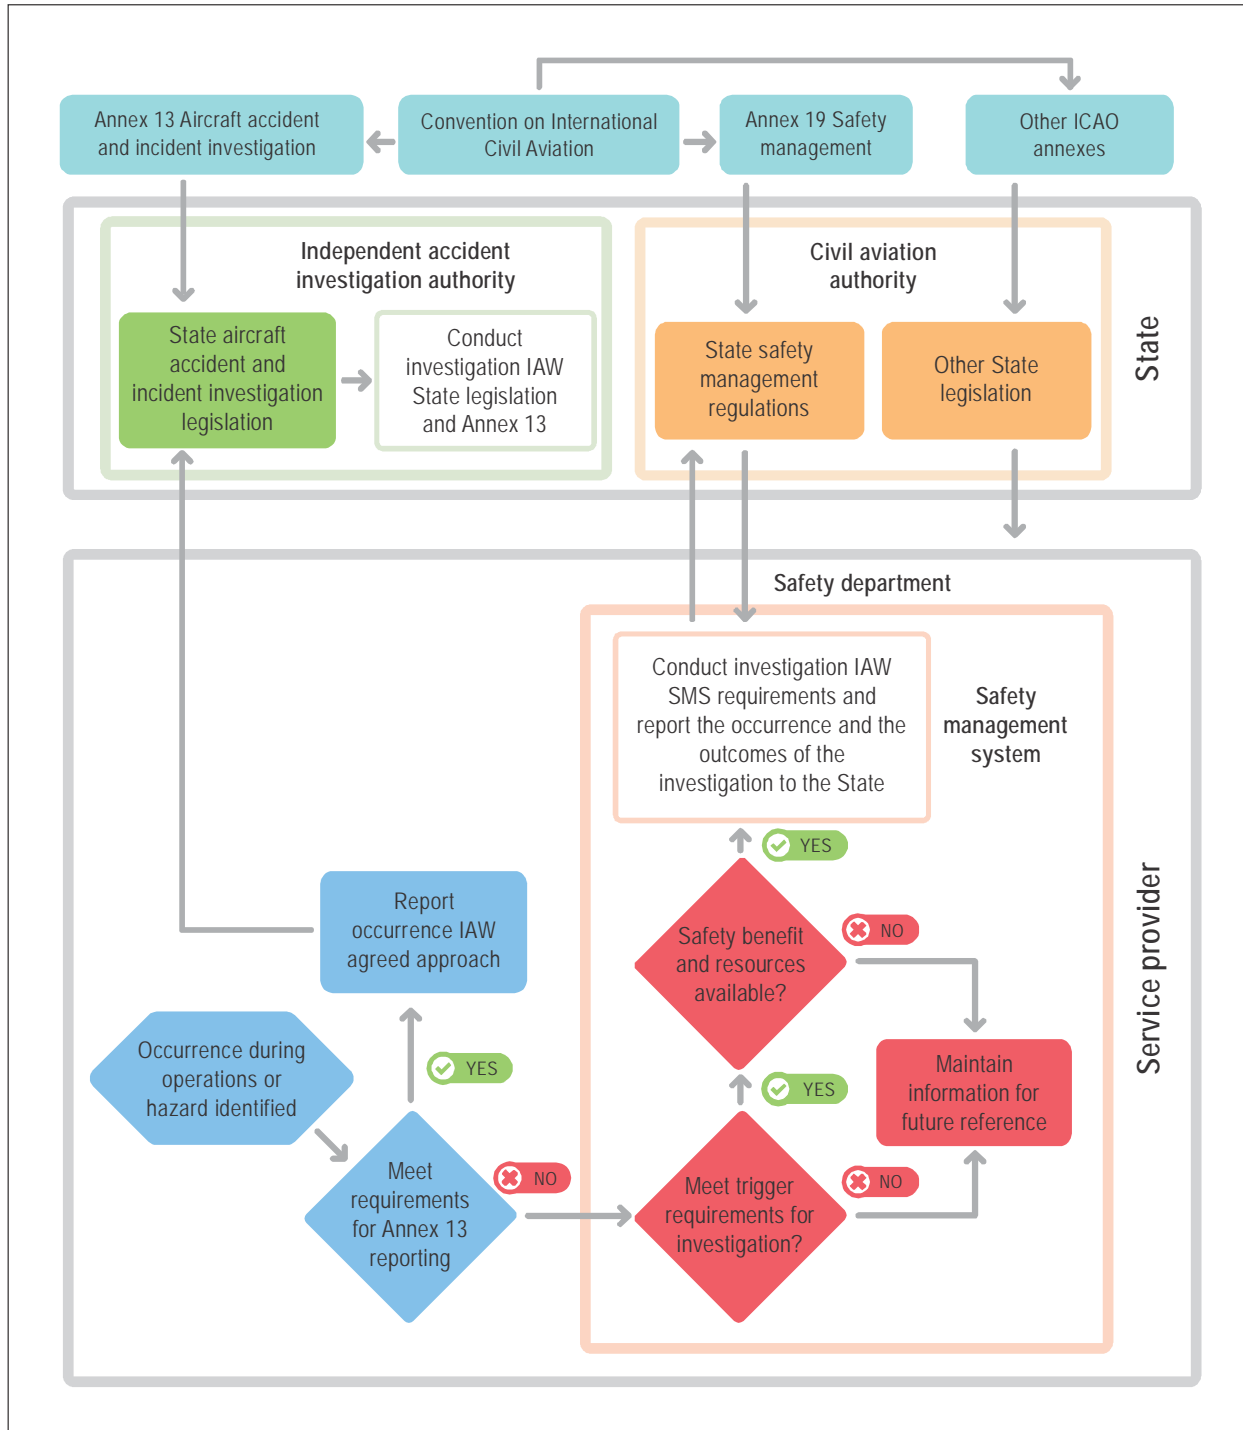 Annex 13 Aircraft accident
and incident investigation
Convention on International
Civil Aviation
Annex 19 Safety
management
Other ICAO
annexes
Independent accident
investigation authority
Civil aviation
authority
State aircraft
accident and
incident investigation
legislation
Conduct
investigation IAW
State legislation
and Annex 13
State safety
management
regulations
Other State
legislation
State
Safety department
Conduct investigation IAW
SMS requirements and
report the occurrence and the
outcomes of the
investigation to the State
Safety
management
system
YES
Report
occurrence IAW
agreed approach
Safety benefit
and resources
available?
NO
Service provider
Occurrence during
operations or
hazard identified
YES
YES
Maintain
information for
future reference
Meet
requirements
for Annex 13
reporting
NO
Meet trigger
requirements for
investigation?
NO